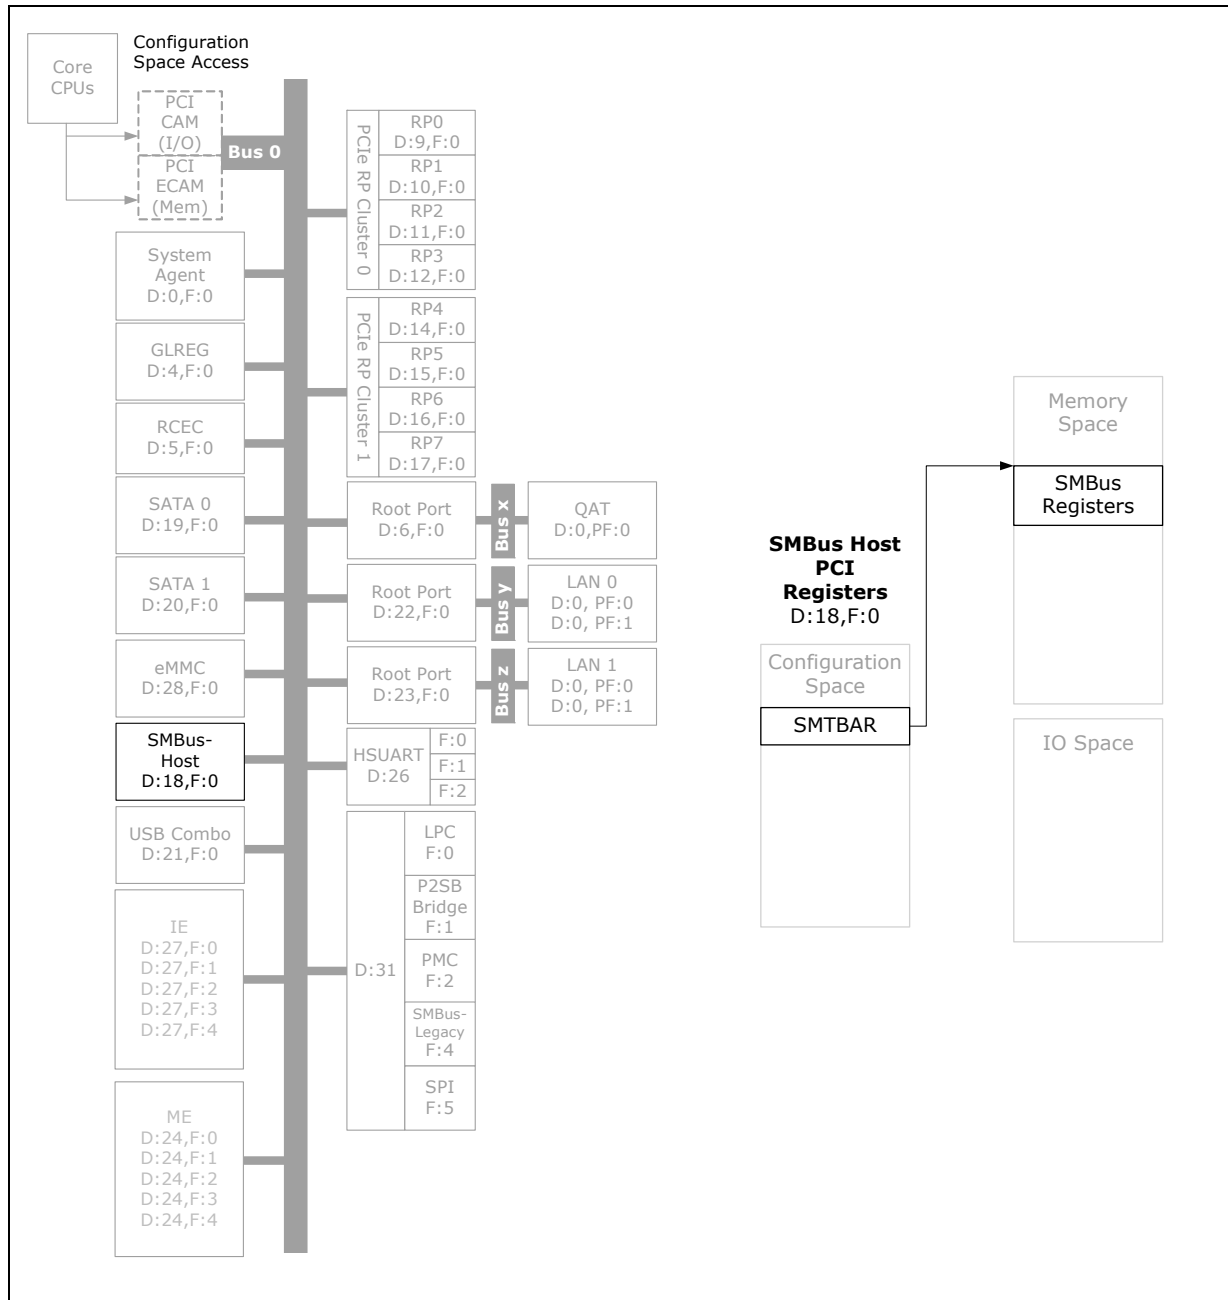 Configuration
Space Access
Core
CPUs
PCI
CAM
(I/O)
PCI
ECAM
(Mem)
Bus 0
System
Agent
D:0,F:0
GLREG
D:4,F:0
RCEC
D:5,F:0
SATA 0
D:19,F:0
SATA 1
D:20,F:0
eMMC
D:28,F:0
SMBus-
Host
D:18,F:0
USB Combo
D:21,F:0
IE
D:27,F:0
D:27,F:1
D:27,F:2
D:27,F:3
D:27,F:4
ME
D:24,F:0
D:24,F:1
D:24,F:2
D:24,F:3
D:24,F:4
PCIe RP Cluster 0
RP0
D:9,F:0
RP1
D:10,F:0
RP2
D:11,F:0
RP3
D:12,F:0
PCIe RP Cluster 1
RP4
D:14,F:0
RP5
D:15,F:0
RP6
D:16,F:0
RP7
D:17,F:0
Root Port
D:6,F:0
Bus x
QAT
D:0,PF:0
Root Port
D:22,F:0
Bus y
LAN 0
D:0, PF:0
D:0, PF:1
Root Port
D:23,F:0
Bus z
LAN 1
D:0, PF:0
D:0, PF:1
HSUART
D:26
F:0
F:1
F:2
D:31
LPC
F:0
P2SB
Bridge
F:1
PMC
F:2
SMBus-
Legacy
F:4
SPI
F:5
SMBus Host
PCI
Registers
D:18,F:0
Configuration
Space
SMTBAR
Memory
Space
SMBus
Registers
IO Space